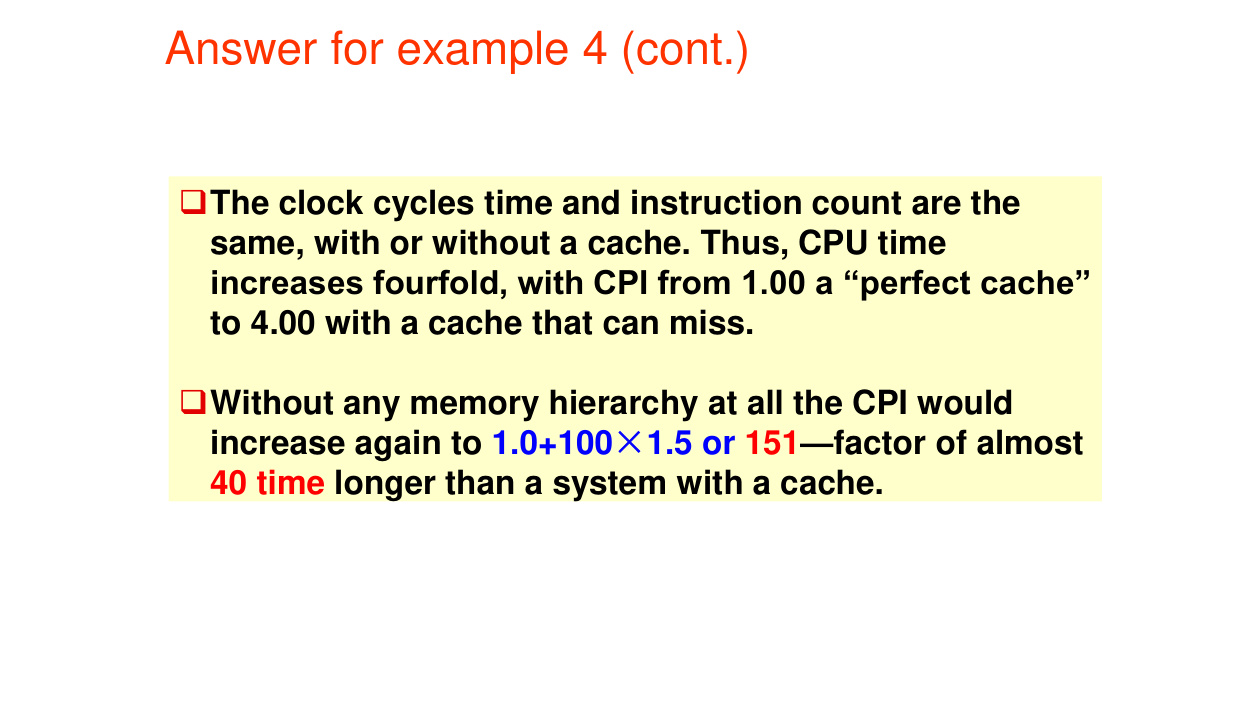 Answer for example 4 (cont.)
❑The clock cycles time and instruction count are the
same, with or without a cache. Thus, CPU time
increases fourfold, with CPI from 1.00 a “perfect cache”
to 4.00 with a cache that can miss.
❑Without any memory hierarchy at all the CPI would
increase again to 1.0+100×1.5 or 151—factor of almost
40 time longer than a system with a cache.